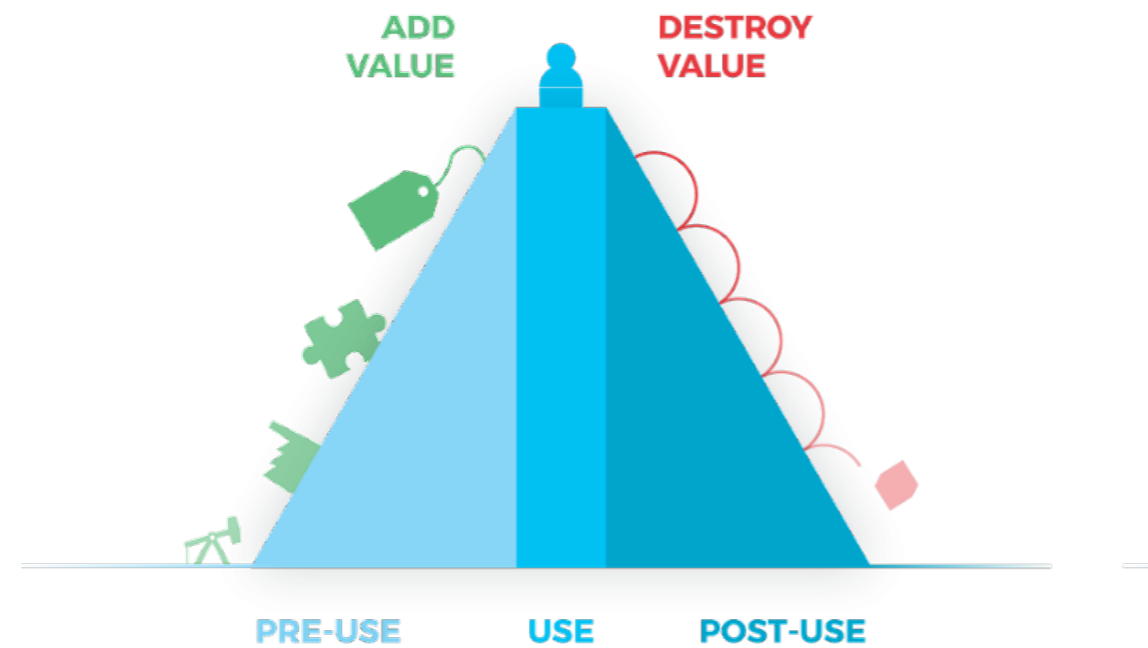 ADD
VALUE
DESTROY
VALUE
PRE-USE
USE
POST-USE